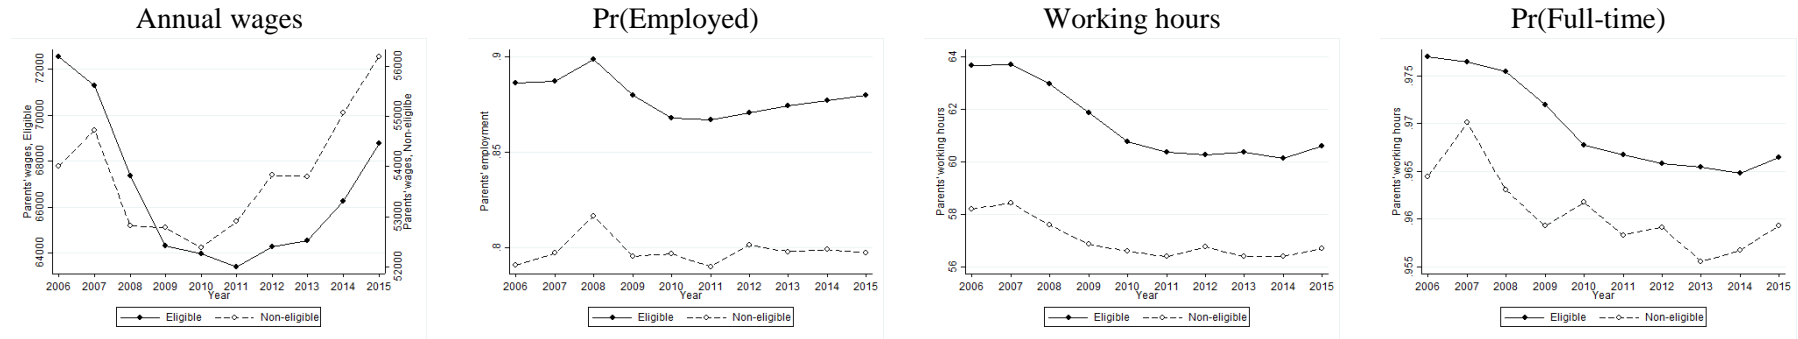 Annual wages
Parents' wages, Eligible
72000
70000
68000
66000
64000
56000
55000
54000
53000
52000
Parents' wages, Non-eligilbe
2006 2007 2008 2009 2010 2011 2012 2013 2014 2015
Year
Eligible Non-eligible
Pr(Employed)
Parents' employment
.9
.85
.8
2006 2007 2008 2009 2010 2011 2012 2013 2014 2015
Year
Eligible Non-eligible
Working hours
Parents' working hours
64
62
60
58
56
2006 2007 2008 2009 2010 2011 2012 2013 2014 2015
Year
Eligible Non-eligible
Pr(Full-time)
Parents' working hours
.975
.97
.965
.96
.955
2006 2007 2008 2009 2010 2011 2012 2013 2014 2015
Year
Eligible Non-eligible